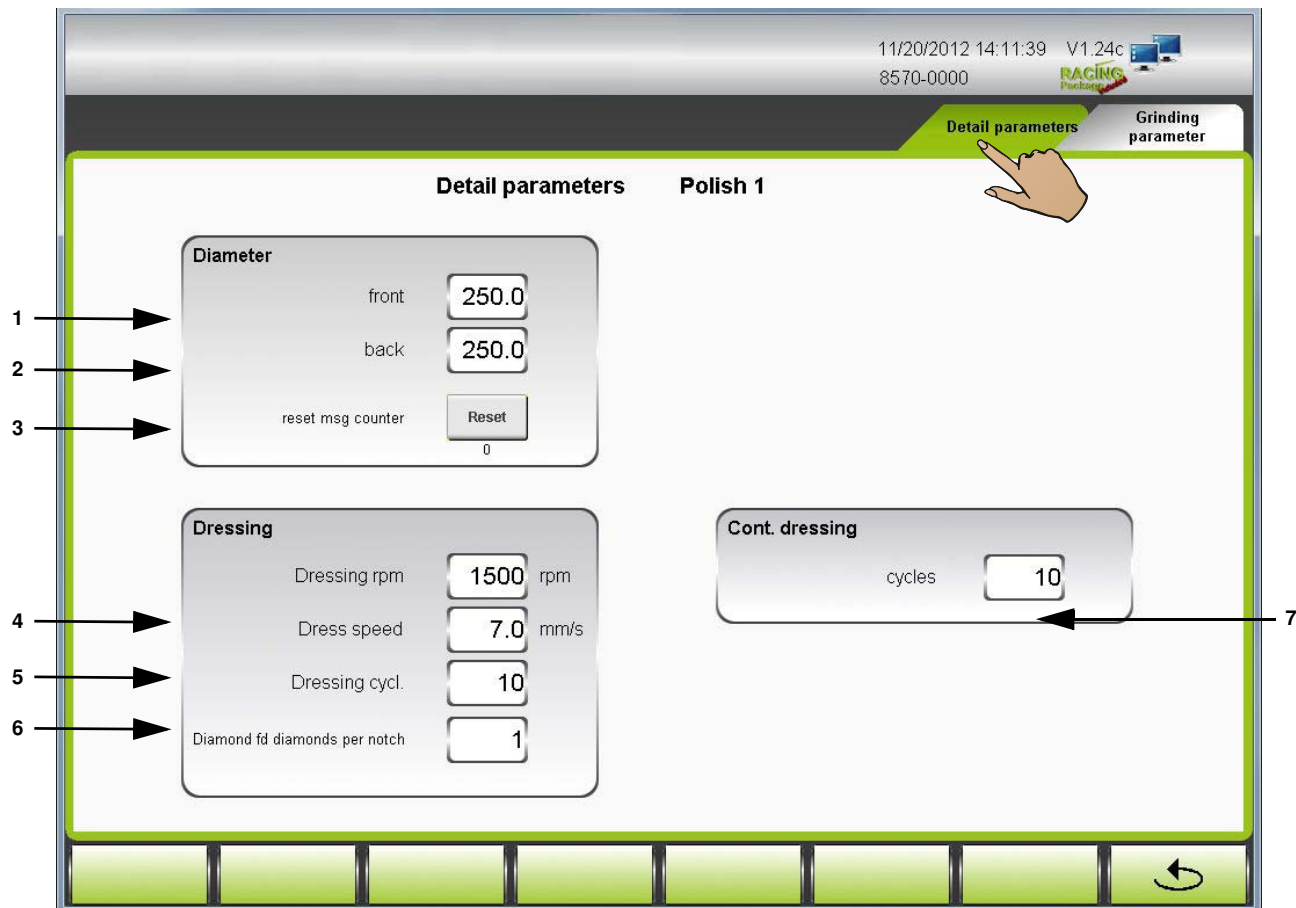 11/20/2012 14:11:39 V1.24c
8570-0000
RACING
Package
Detail parameters
Grinding
parameter
Detail parameters Polish 1
Diameter
front 250.0
1
back 250.0
2
reset msg counter Reset
3
0
Dressing
Cont. dressing
Dressing rpm 1500 rpm
cycles 10
4
Dress speed 7.0 mm/s
7
5
Dressing cycl. 10
6
Diamond fd diamonds per notch 1